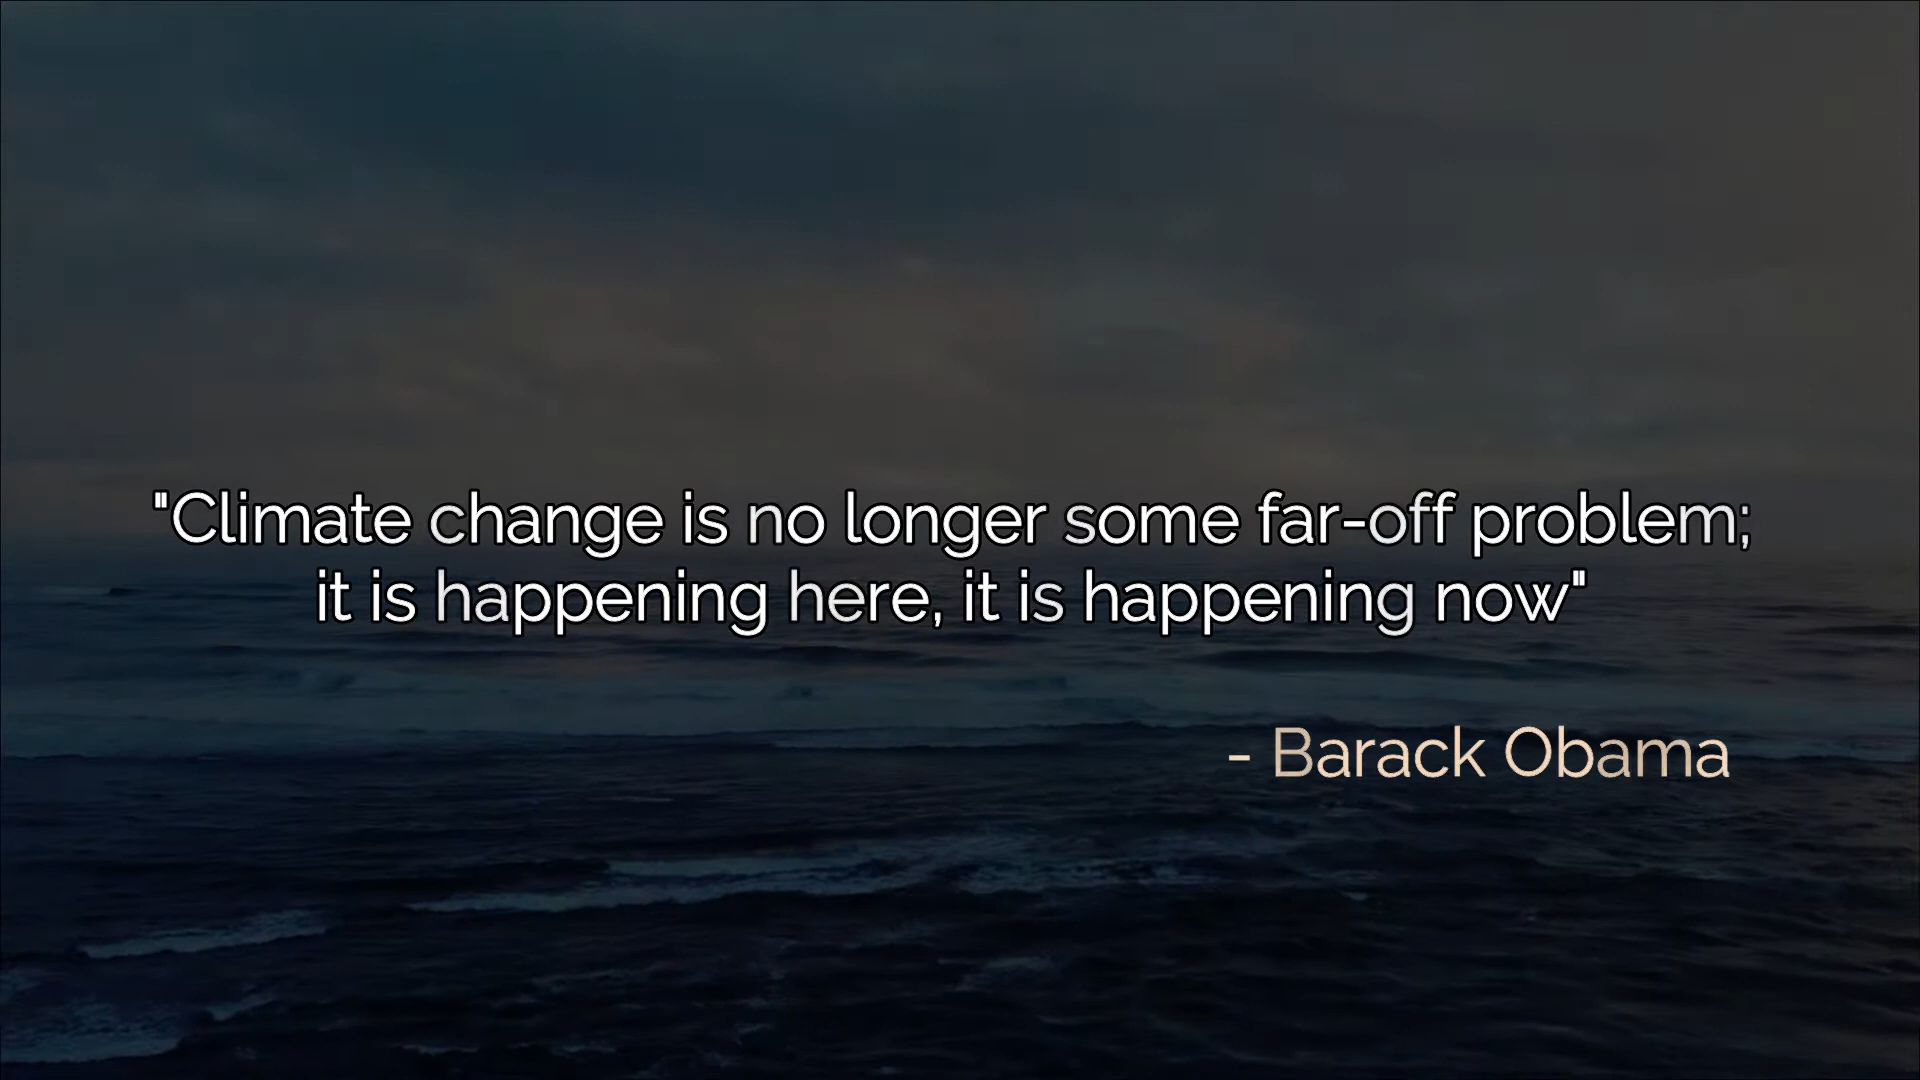 "Climate change is no longer some far-off problem;
it is happening here, it is happening now"
- Barack Obama